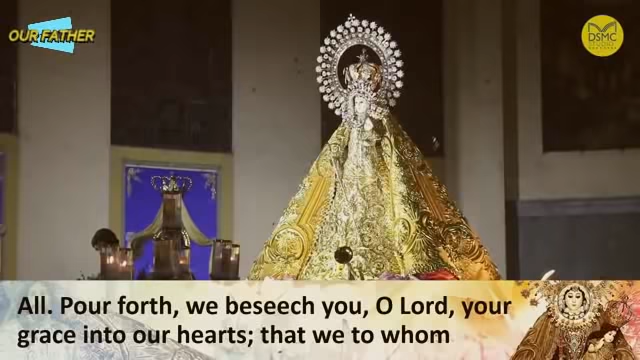 OUR FATHER
DSMC
All. Pour forth, we beseech you, O Lord, your
grace into our hearts; that we to whom